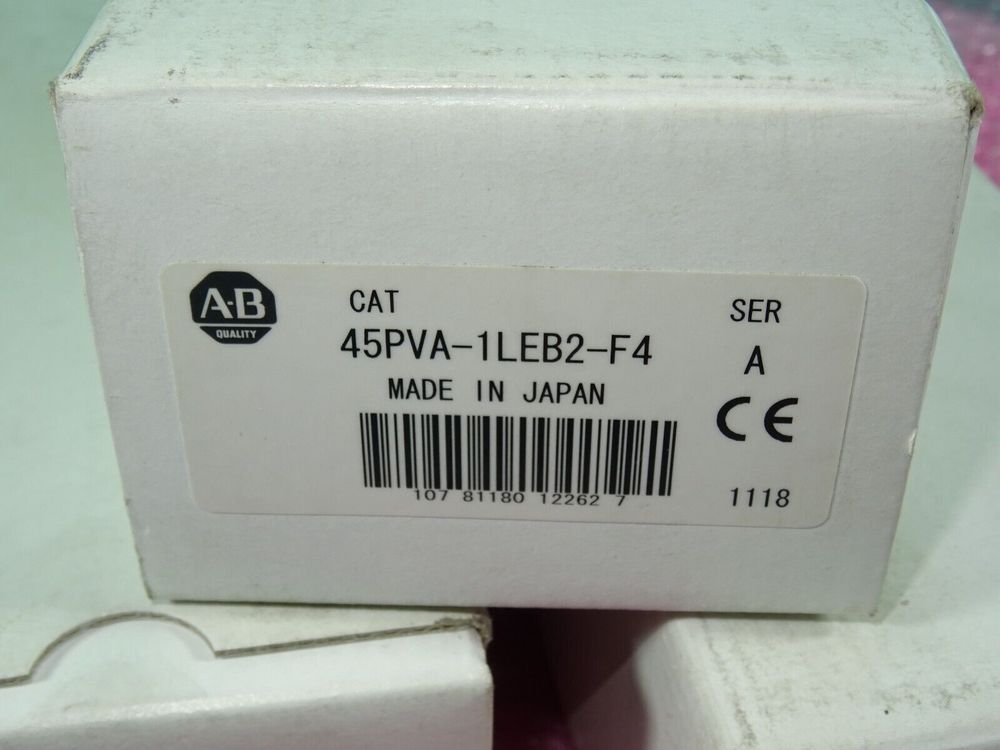 A-B
QUALITY
CAT
45PVA-1LEB2-F4
MADE IN JAPAN
107 81180 12262 7
SER
A
CE
1118